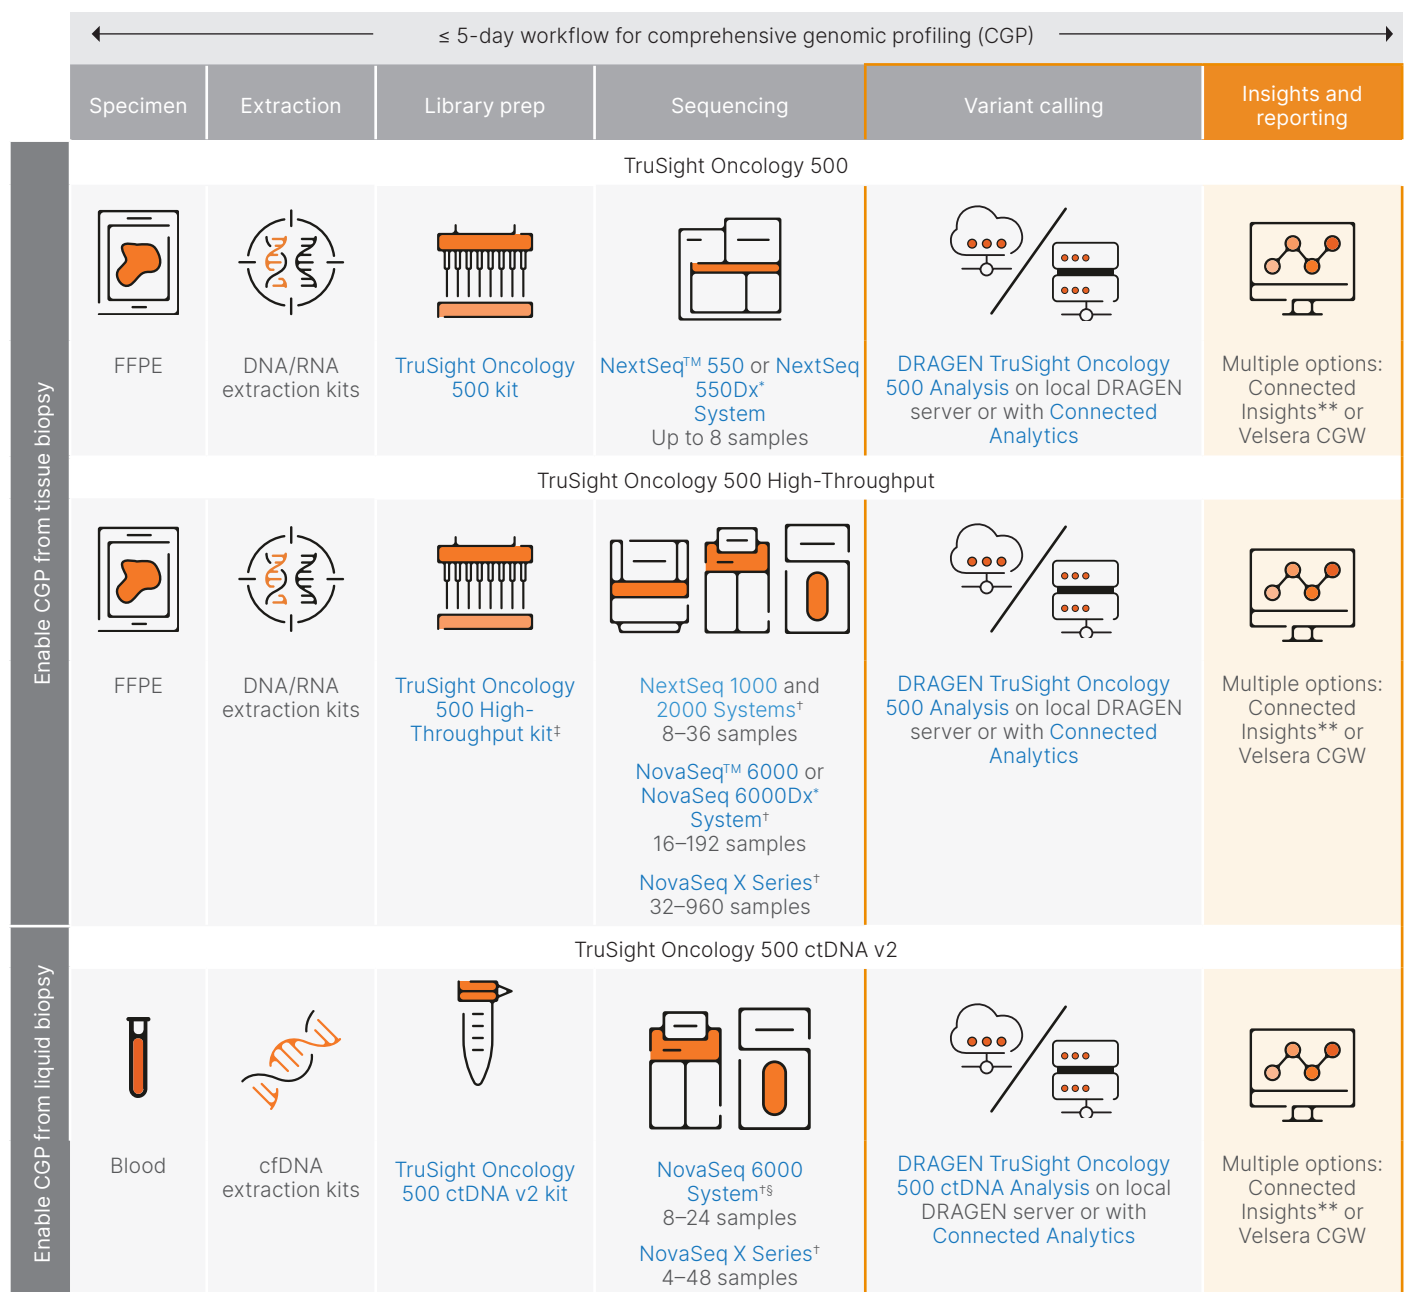 ≤ 5-day workflow for comprehensive genomic profiling (CGP)
Specimen
Extraction
Library prep
Sequencing
Variant calling
Insights and
reporting
Enable CGP from tissue biopsy
TruSight Oncology 500
FFPE
DNA/RNA
extraction kits
TruSight Oncology
500 kit
NextSeq™ 550 or NextSeq
550Dx*
System
Up to 8 samples
DRAGEN TruSight Oncology
500 Analysis on local DRAGEN
server or with Connected
Analytics
Multiple options:
Connected
Insights** or
Velsera CGW
TruSight Oncology 500 High-Throughput
FFPE
DNA/RNA
extraction kits
TruSight Oncology
500 High-
Throughput kit‡
NextSeq 1000 and
2000 Systems†
8–36 samples
NovaSeq™ 6000 or
NovaSeq 6000Dx*
System†
16–192 samples
NovaSeq X Series†
32–960 samples
DRAGEN TruSight Oncology
500 Analysis on local DRAGEN
server or with Connected
Analytics
Multiple options:
Connected
Insights** or
Velsera CGW
Enable CGP from liquid biopsy
TruSight Oncology 500 ctDNA v2
Blood
cfDNA
extraction kits
TruSight Oncology
500 ctDNA v2 kit
NovaSeq 6000
System†§
8–24 samples
NovaSeq X Series†
4–48 samples
DRAGEN TruSight Oncology
500 ctDNA Analysis on local
DRAGEN server or with
Connected Analytics
Multiple options:
Connected
Insights** or
Velsera CGW